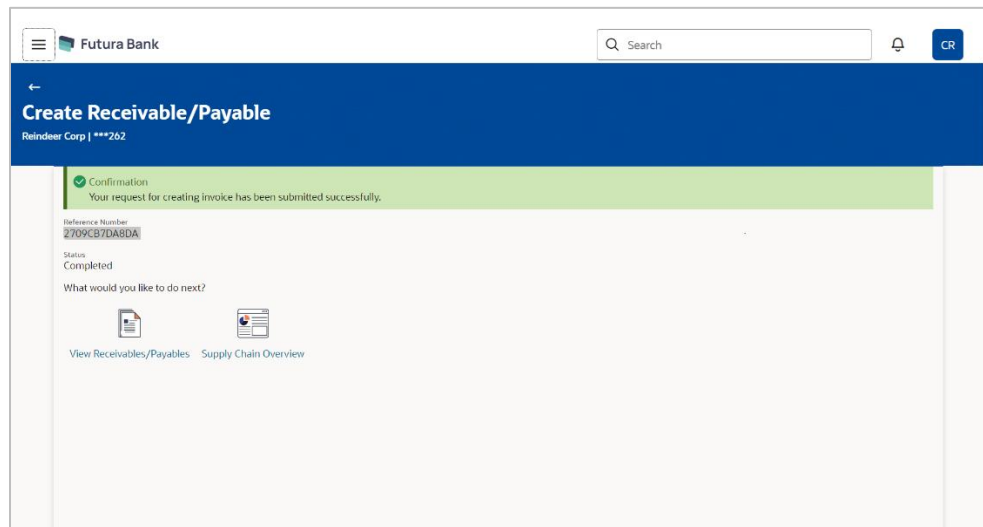 Futura Bank
Search
CR
Create Receivable/Payable
Reindeer Corp | ***262
Confirmation
Your request for creating invoice has been submitted successfully.
Reference Number
2709CB7DA8DA
Status
Completed
What would you like to do next?
View Receivables/Payables Supply Chain Overview